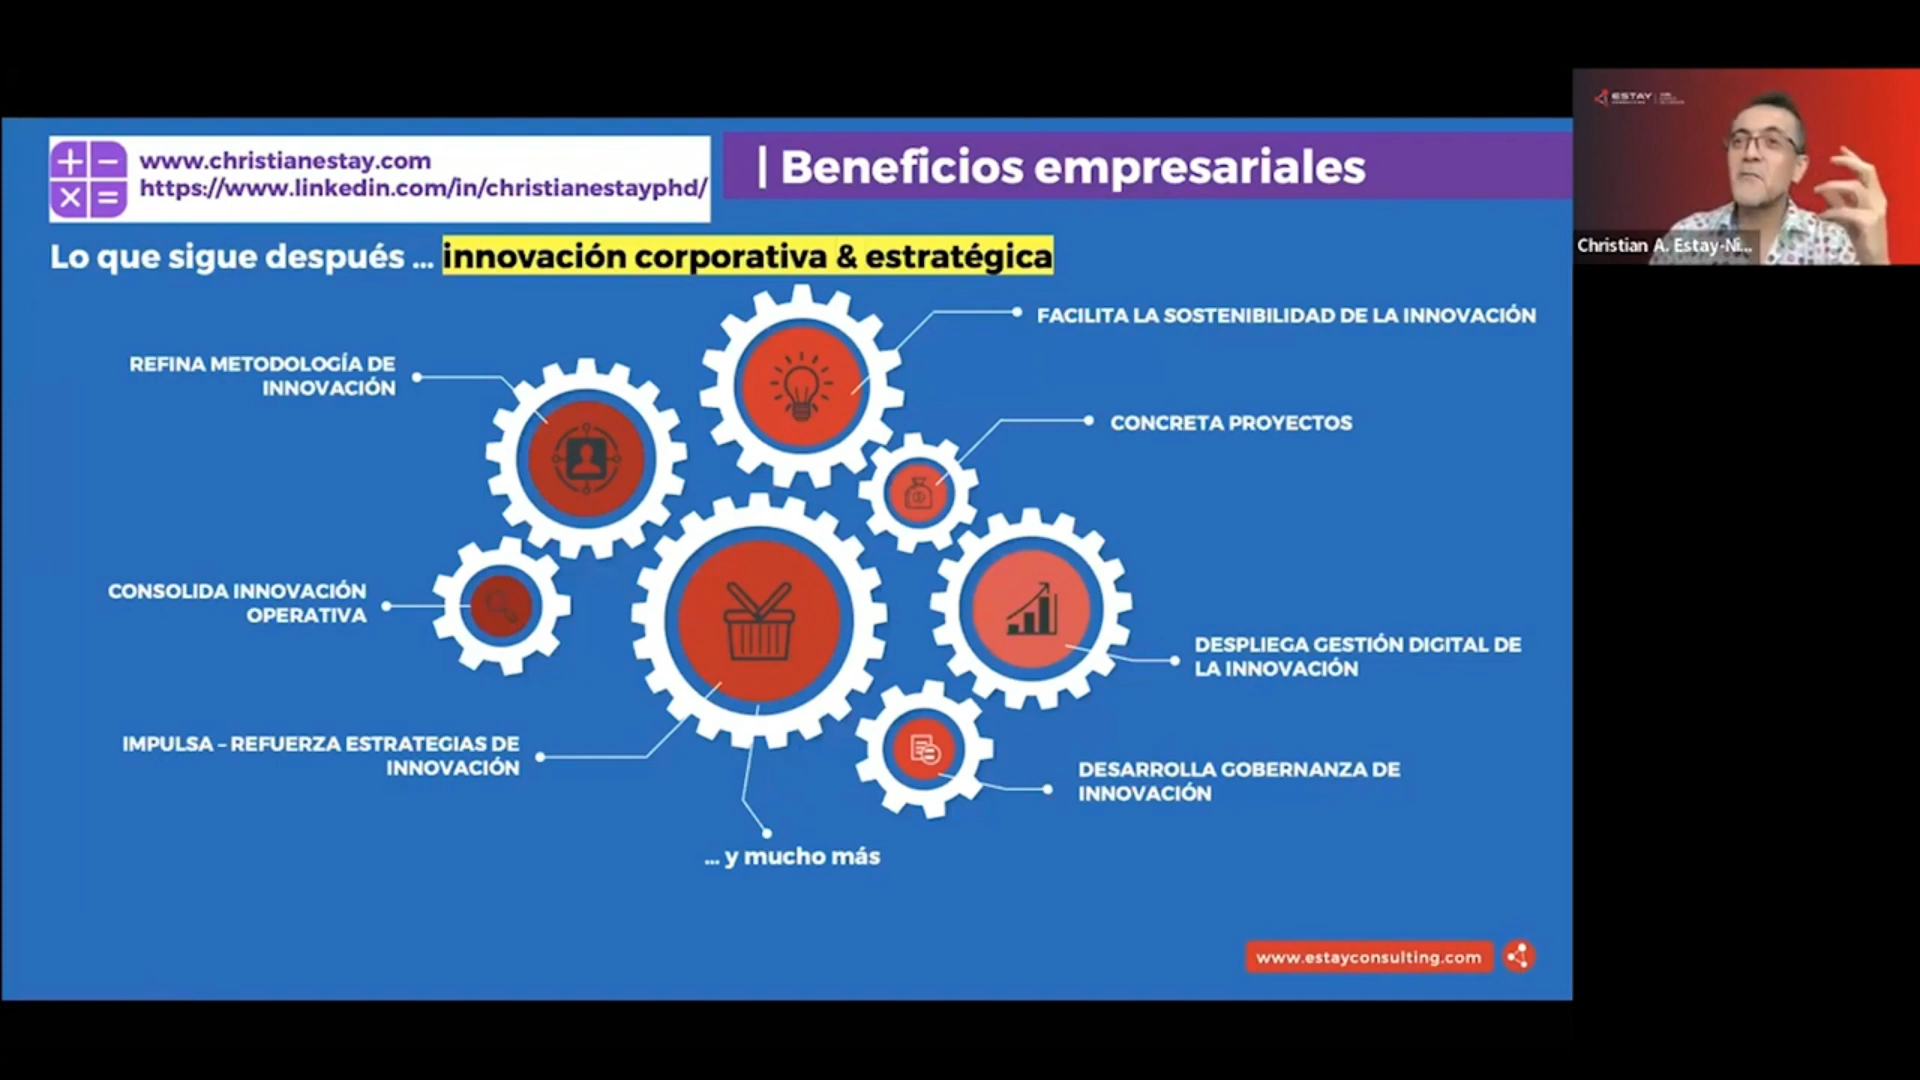 www.christianestay.com
https://www.linkedin.com/in/christianestayphd/
| Beneficios empresariales
ESTAY
Christian A. Estay-Ni...
Lo que sigue después ... innovación corporativa & estratégica
FACILITA LA SOSTENIBILIDAD DE LA INNOVACIÓN
REFINA METODOLOGÍA DE
INNOVACIÓN
CONCRETA PROYECTOS
CONSOLIDA INNOVACIÓN
OPERATIVA
DESPLIEGA GESTIÓN DIGITAL DE
LA INNOVACIÓN
IMPULSA – REFUERZA ESTRATEGIAS DE
INNOVACIÓN
DESARROLLA GOBERNANZA DE
INNOVACIÓN
... y mucho más
www.estayconsulting.com